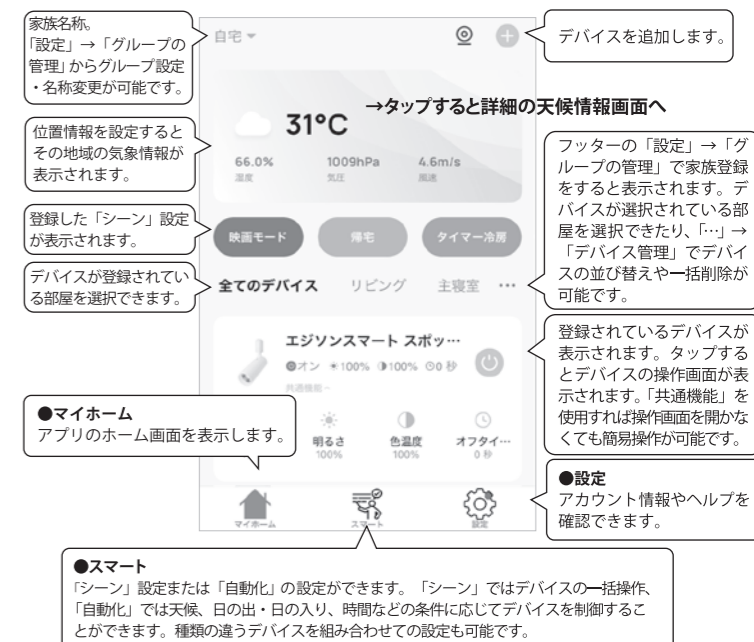 家族名称。
「設定」→「グループの
管理」からグループ設定
・名称変更が可能です。
自宅
デバイスを追加します。
位置情報を設定すると
その地域の気象情報が
表示されます。
31°C
→タップすると詳細の天候情報画面へ
66.0%
1009hPa
4.6m/s
湿度
気圧
風速
登録した「シーン」設定
が表示されます。
映画モード
帰宅
タイマー冷房
フッターの「設定」→「グ
ループの管理」で家族登録
をすると表示されます。デ
バイスが選択されている部
屋を選択できたり、「…」→
「デバイス管理」でデバイ
スの並び替えや一括削除が
可能です。
デバイスが登録されてい
る部屋を選択できます。
全てのデバイス
リビング
主寝室
…
エジソンスマート スポッ…
オン 100% 100% 0 秒
共通機能
登録されているデバイスが
表示されます。タップする
とデバイスの操作画面が表
示されます。「共通機能」を
使用すれば操作画面を開かな
くても簡易操作が可能です。
明るさ
色温度
オフタイ…
100%
100%
0 秒
●マイホーム
アプリのホーム画面を表示します。
●設定
アカウント情報やヘルプを
確認できます。
マイホーム
スマート
設定
●スマート
「シーン」設定または「自動化」の設定ができます。「シーン」ではデバイスの一括操作、
「自動化」では天候、日の出・日の入り、時間などの条件に応じてデバイスを制御するこ
とができます。種類の違うデバイスを組み合わせての設定も可能です。